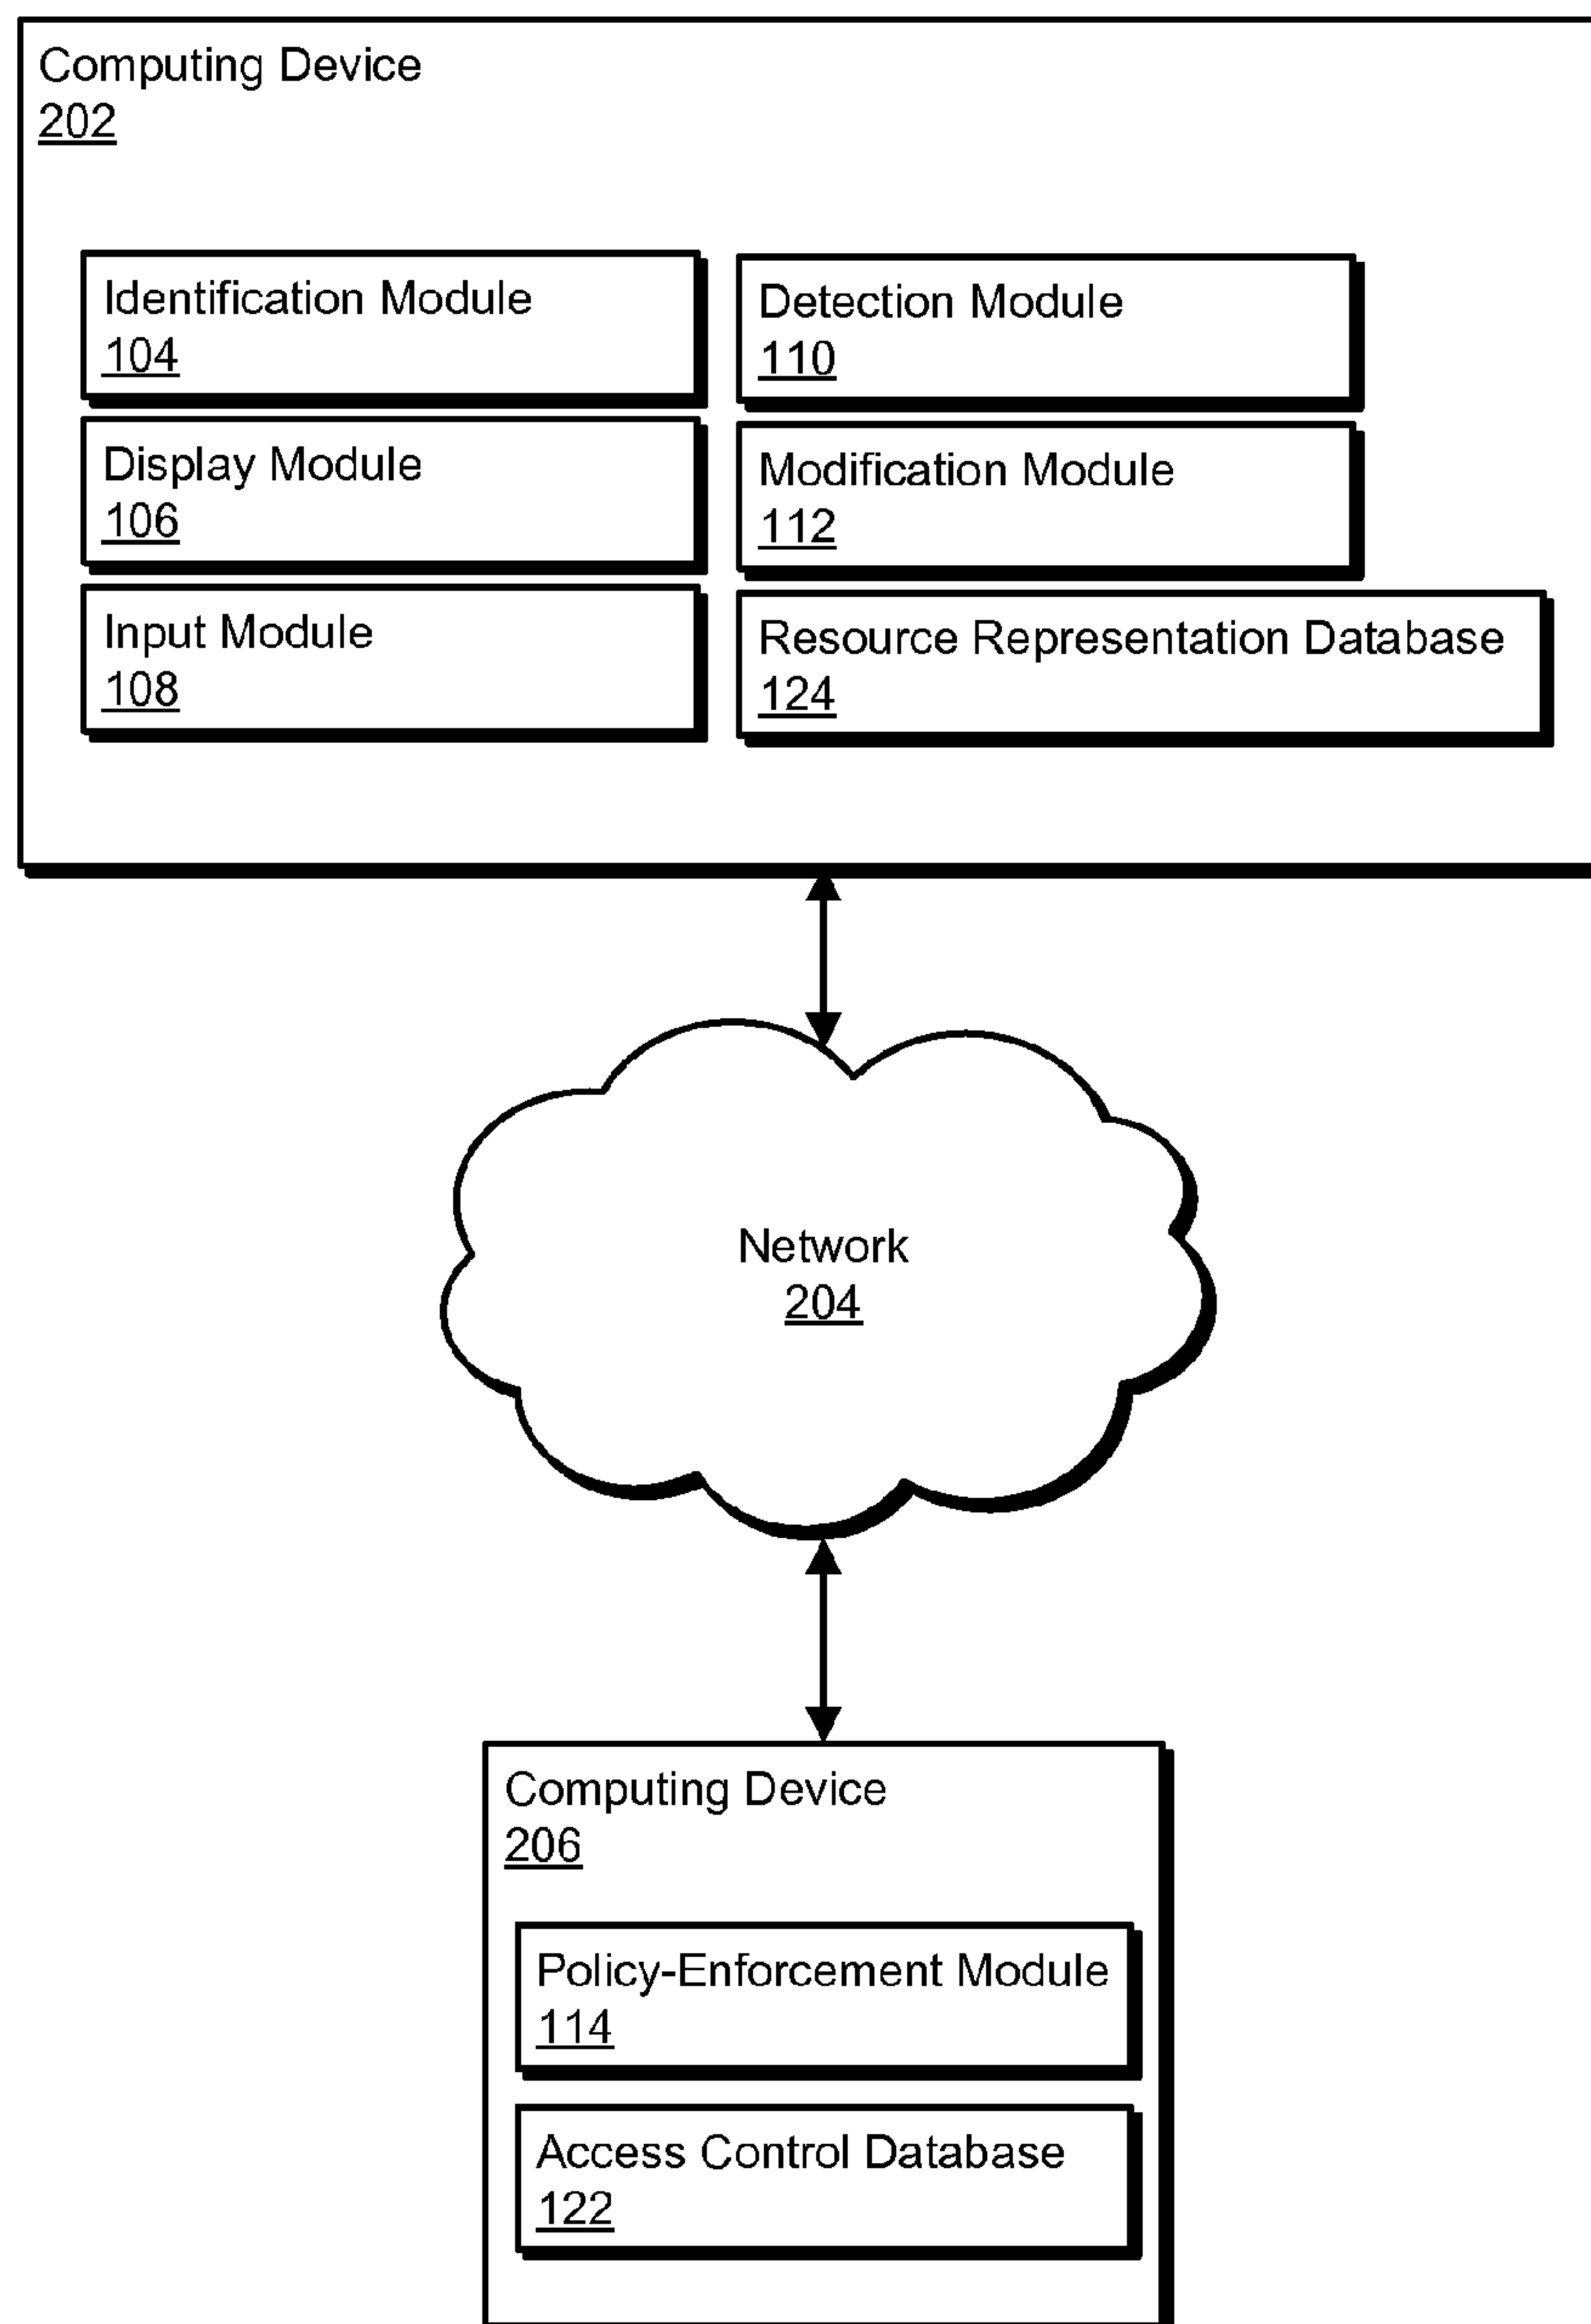 Computing Device
202
Identification Module
104
Display Module
106
Input Module
108
Detection Module
110
Modification Module
112
Resource Representation Database
124
Network
204
Computing Device
206
Policy-Enforcement Module
114
Access Control Database
122